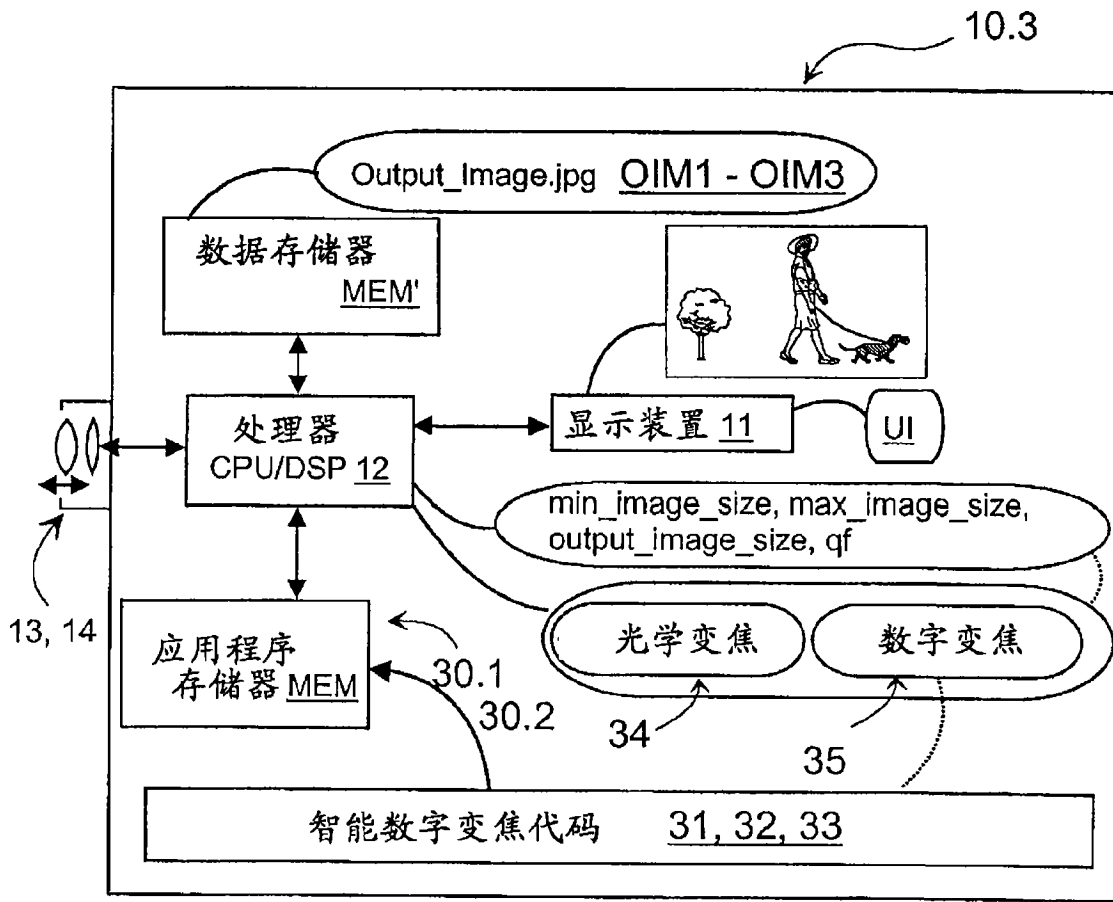 10.3
Output_Image.jpg OIM1 - OIM3
数据存储器
MEM'
处理器
CPU/DSP 12
显示装置 11
UI
min_image_size, max_image_size,
output_image_size, qf
13, 14
应用程序
存储器 MEM
30.1
30.2
光学变焦
数字变焦
34
35
智能数字变焦代码 31, 32, 33